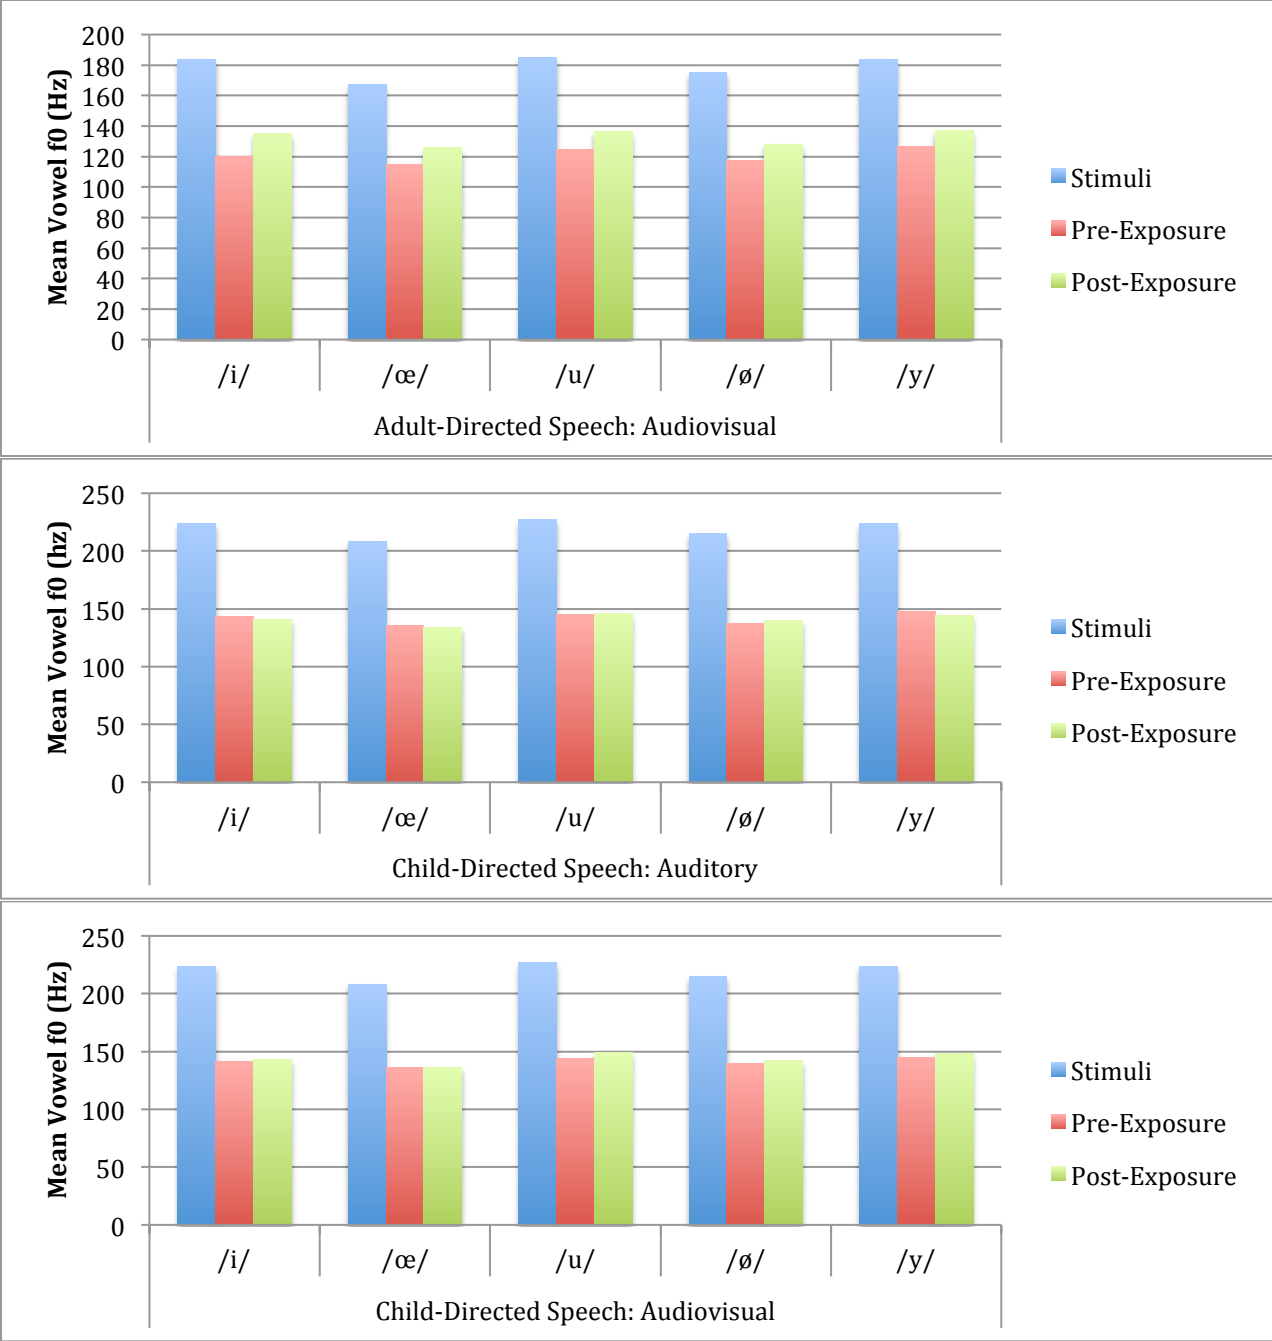 Mean Vowel f0 (Hz)
200
180
160
140
120
100
80
60
40
20
0
/i/ /œ/ /u/ /ø/ /y/
Adult-Directed Speech: Audiovisual
Stimuli
Pre-Exposure
Post-Exposure
Mean Vowel f0 (hz)
250
200
150
100
50
0
/i/ /œ/ /u/ /ø/ /y/
Child-Directed Speech: Auditory
Stimuli
Pre-Exposure
Post-Exposure
Mean Vowel f0 (Hz)
250
200
150
100
50
0
/i/ /œ/ /u/ /ø/ /y/
Child-Directed Speech: Audiovisual
Stimuli
Pre-Exposure
Post-Exposure